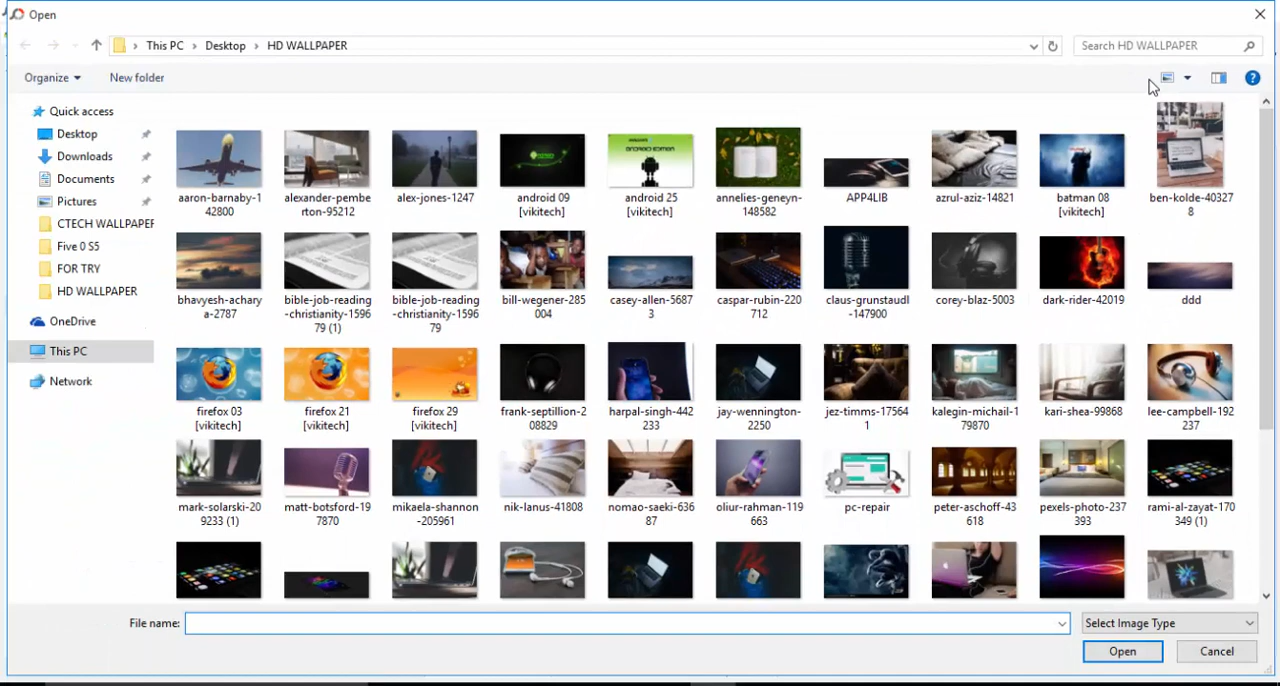 Open
This PC > Desktop > HD WALLPAPER
Search HD WALLPAPER
Organize
New folder
Quick access
Desktop
Downloads
Documents
Pictures
CTECH WALLPAPER
Five 0 S5
FOR TRY
HD WALLPAPER
OneDrive
This PC
Network
aaron-barnaby-1
42800
alexander-pembe
rton-95212
alex-jones-1247
android 09
[vikitech]
android 25
[vikitech]
annelies-geneyn-
148582
APP4LIB
azrul-aziz-14821
batman 08
[vikitech]
ben-kolde-40327
8
bhavyesh-achary
a-2787
bible-job-reading
-christianity-1596
79 (1)
bible-job-reading
-christianity-1596
79
bill-wegener-285
004
casey-allen-5687
3
caspar-rubin-220
712
claus-grunstaudl
-147900
corey-blaz-5003
dark-rider-42019
ddd
firefox 03
[vikitech]
firefox 21
[vikitech]
firefox 29
[vikitech]
frank-septillion-2
08829
harpal-singh-442
233
jay-wennington-
2250
jez-timms-17564
1
kalegin-michail-1
79870
kari-shea-99868
lee-campbell-192
237
mark-solarski-20
9233 (1)
matt-botsford-19
7870
mikaela-shannon
-205961
nik-lanus-41808
nomao-saeki-636
87
oliur-rahman-119
663
pc-repair
peter-aschoff-43
618
pexels-photo-237
393
rami-al-zayat-170
349 (1)
File name:
Select Image Type
Open
Cancel